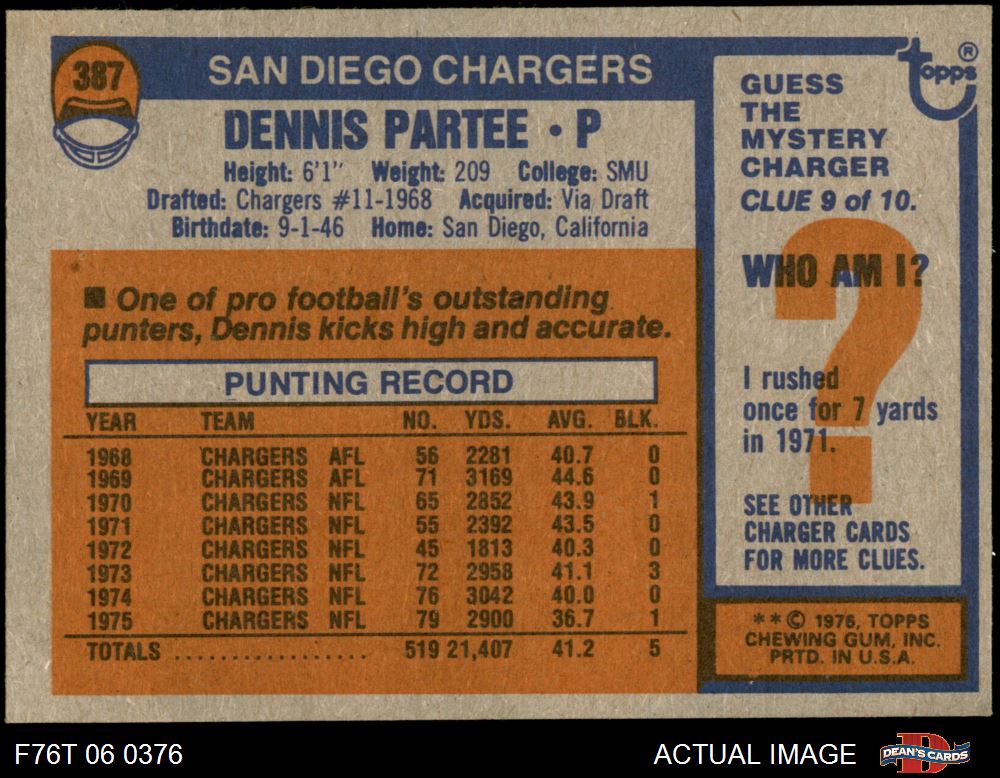 387
SAN DIEGO CHARGERS
DENNIS PARTEE • P
Height: 6'1" Weight: 209 College: SMU
Drafted: Chargers #11-1968 Acquired: Via Draft
Birthdate: 9-1-46 Home: San Diego, California
■ One of pro football's outstanding
punters, Dennis kicks high and accurate.
PUNTING RECORD
YEAR TEAM NO. YDS. AVG. BLK.
1968 CHARGERS AFL 56 2281 40.7 0
1969 CHARGERS AFL 71 3169 44.6 0
1970 CHARGERS NFL 65 2852 43.9 1
1971 CHARGERS NFL 55 2392 43.5 0
1972 CHARGERS NFL 45 1813 40.3 0
1973 CHARGERS NFL 72 2958 41.1 3
1974 CHARGERS NFL 76 3042 40.0 0
1975 CHARGERS NFL 79 2900 36.7 1
TOTALS .................. 519 21,407 41.2 5
topps®
GUESS
THE
MYSTERY
CHARGER
CLUE 9 of 10.
?
WHO AM I?
I rushed
once for 7 yards
in 1971.
SEE OTHER
CHARGER CARDS
FOR MORE CLUES.
**© 1976, TOPPS
CHEWING GUM, INC.
PRTD. IN U.S.A.
F76T 06 0376
ACTUAL IMAGE
D
DEAN'S CARDS